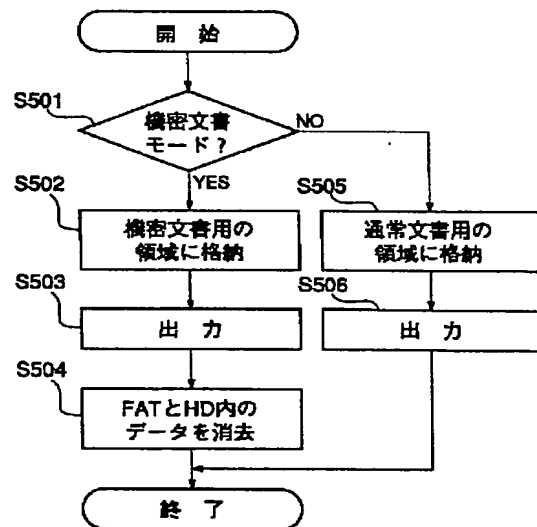 開 始
S501
機密文書
モード?
NO
YES
S502
機密文書用の
領域に格納
S505
通常文書用の
領域に格納
S503
出 力
S506
出 力
S504
FATとHD内の
データを消去
終 了